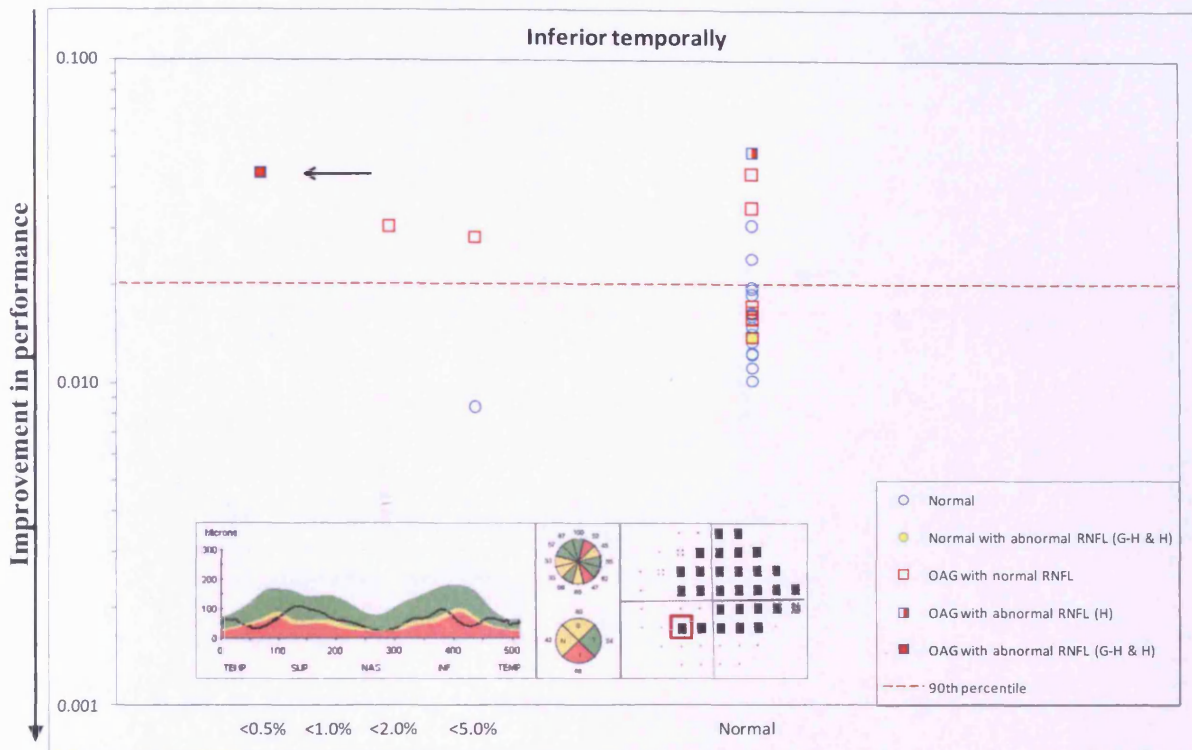 Inferior temporally
Improvement in performance
0.100
0.010
0.001
<0.5%
<1.0%
<2.0%
<5.0%
Normal
Normal
Normal with abnormal RNFL (G-H & H)
OAG with normal RNFL
OAG with abnormal RNFL (H)
OAG with abnormal RNFL (G-H & H)
90th percentile
Microns
300
200
100
0
0 100 200 300 400 500
TEMP SUP NAS INF TEMP